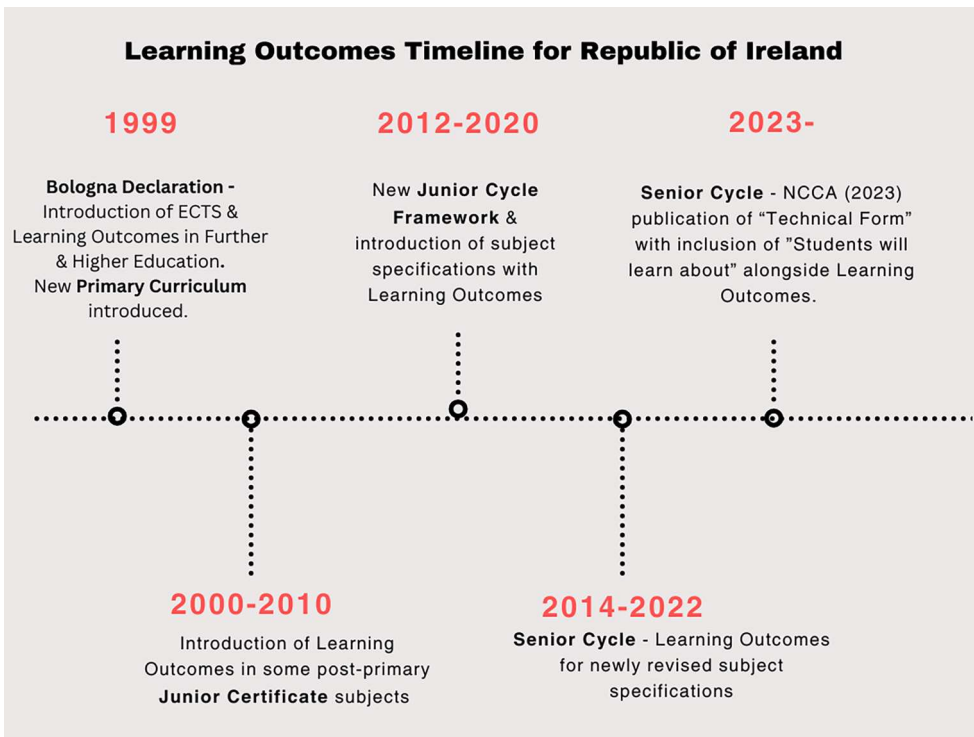 Learning Outcomes Timeline for Republic of Ireland
1999
Bologna Declaration -
Introduction of ECTS &
Learning Outcomes in Further
& Higher Education.
New Primary Curriculum
introduced.
2012-2020
New Junior Cycle
Framework &
introduction of subject
specifications with
Learning Outcomes
2023-
Senior Cycle - NCCA (2023)
publication of “Technical Form”
with inclusion of ”Students will
learn about” alongside Learning
Outcomes.
2000-2010
Introduction of Learning
Outcomes in some post-primary
Junior Certificate subjects
2014-2022
Senior Cycle - Learning Outcomes
for newly revised subject
specifications